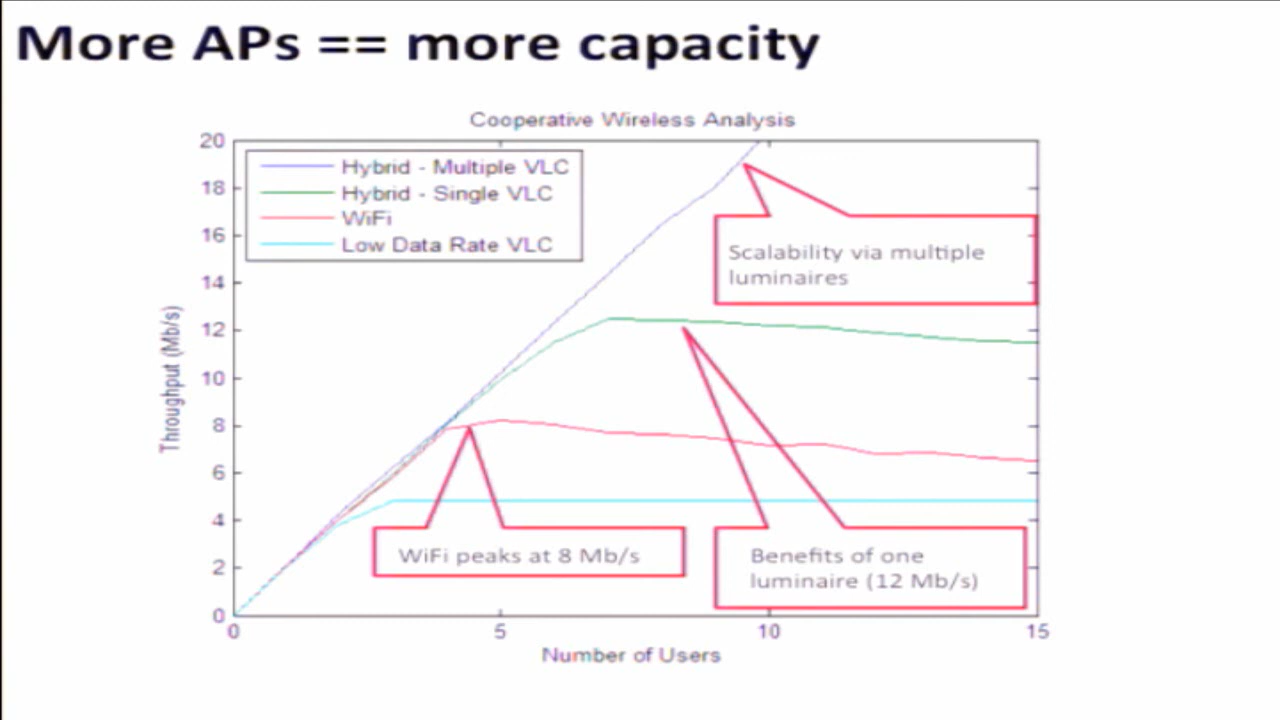 More APs == more capacity
Cooperative Wireless Analysis
20
18
16
14
12
10
8
6
4
2
0
Throughput (Mb/s)
Hybrid - Multiple VLC
Hybrid - Single VLC
WiFi
Low Data Rate VLC
Scalability via multiple
luminaires
WiFi peaks at 8 Mb/s
Benefits of one
luminaire (12 Mb/s)
0
5
10
15
Number of Users